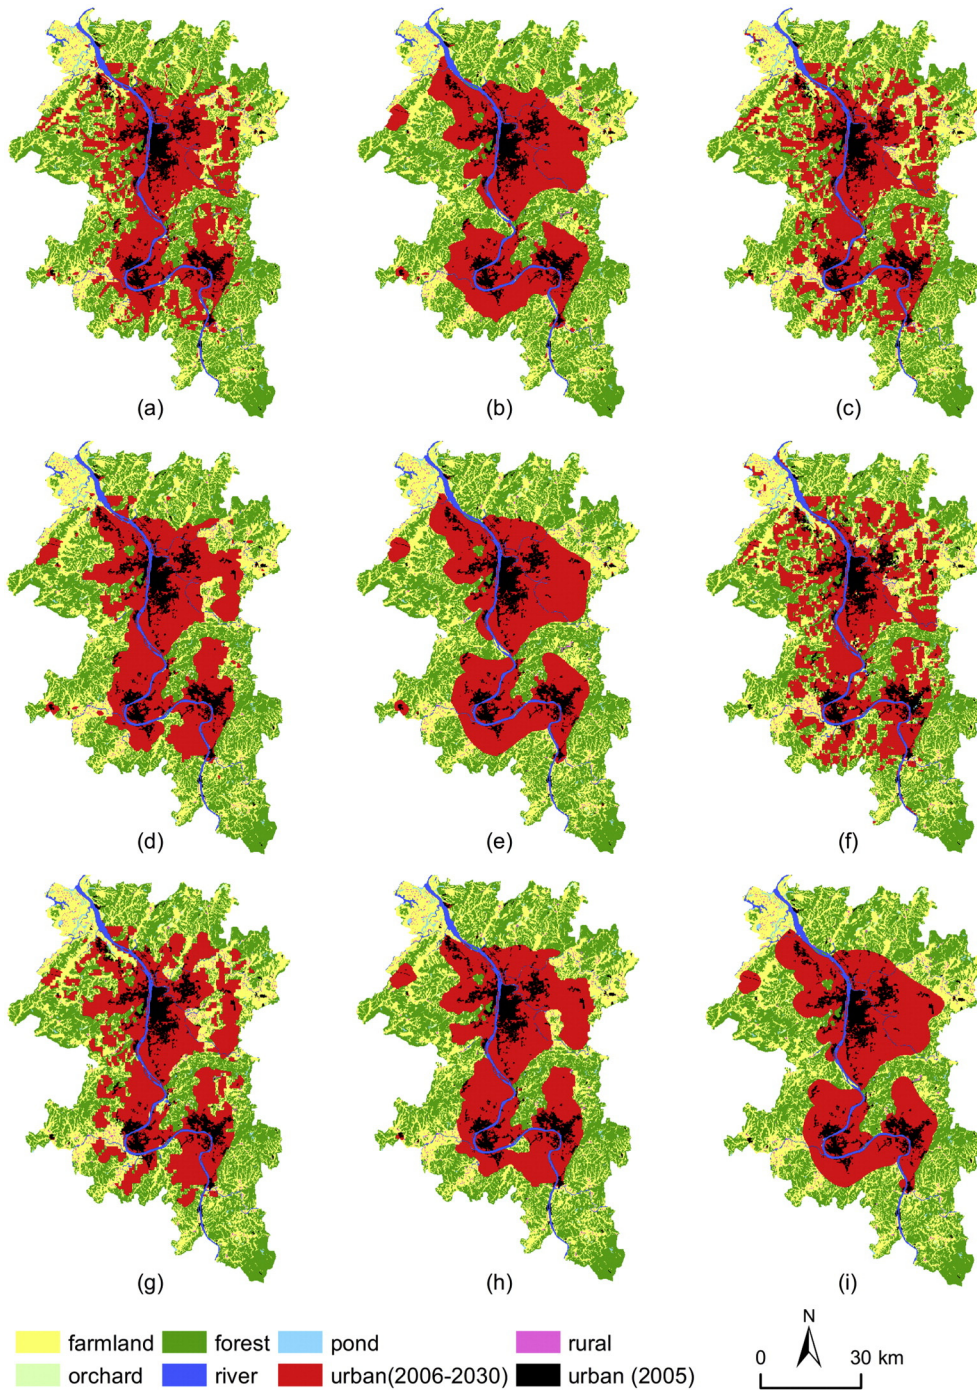 (a)
(b)
(c)
(d)
(e)
(f)
(g)
(h)
(i)
farmland
forest
pond
rural
orchard
river
urban(2006-2030)
urban (2005)
N
0
30 km